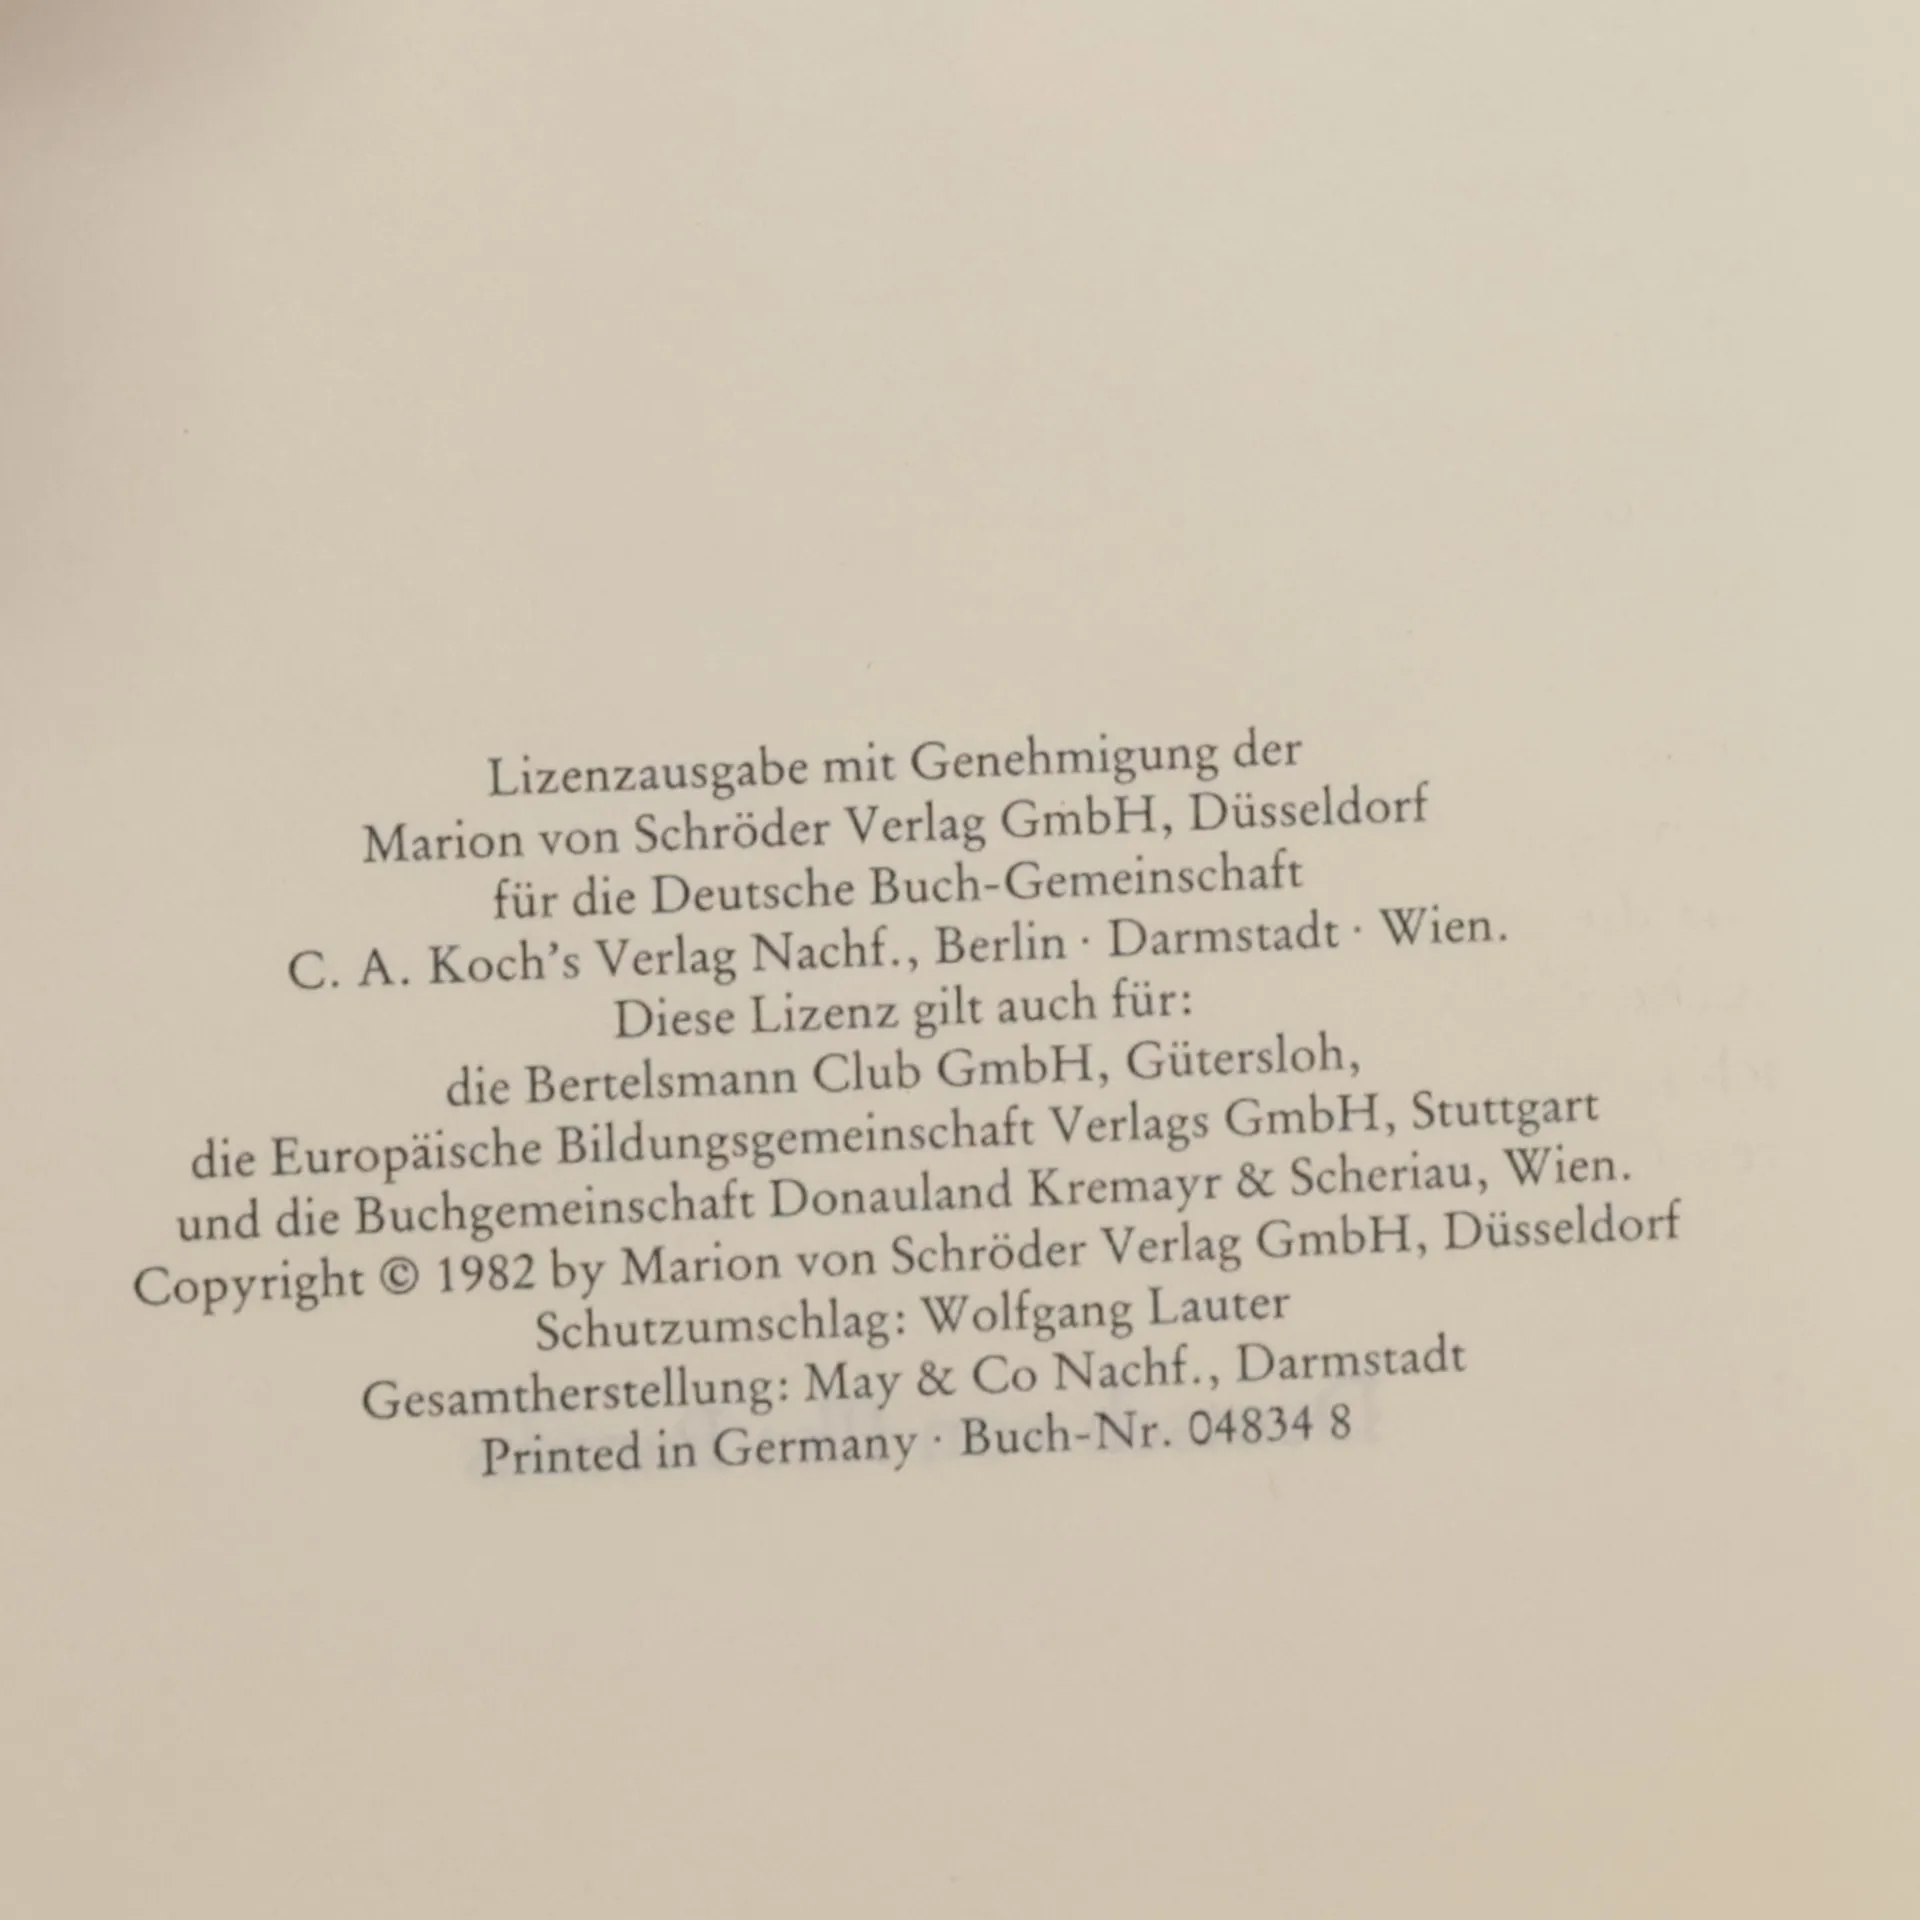 Lizenzausgabe mit Genehmigung der
Marion von Schröder Verlag GmbH, Düsseldorf
für die Deutsche Buch-Gemeinschaft
C. A. Koch's Verlag Nachf., Berlin · Darmstadt · Wien.
Diese Lizenz gilt auch für:
die Bertelsmann Club GmbH, Gütersloh,
die Europäische Bildungsgemeinschaft Verlags GmbH, Stuttgart
und die Buchgemeinschaft Donauland Kremayr & Scheriau, Wien.
Copyright © 1982 by Marion von Schröder Verlag GmbH, Düsseldorf
Schutzumschlag: Wolfgang Lauter
Gesamtherstellung: May & Co Nachf., Darmstadt
Printed in Germany · Buch-Nr. 04834 8